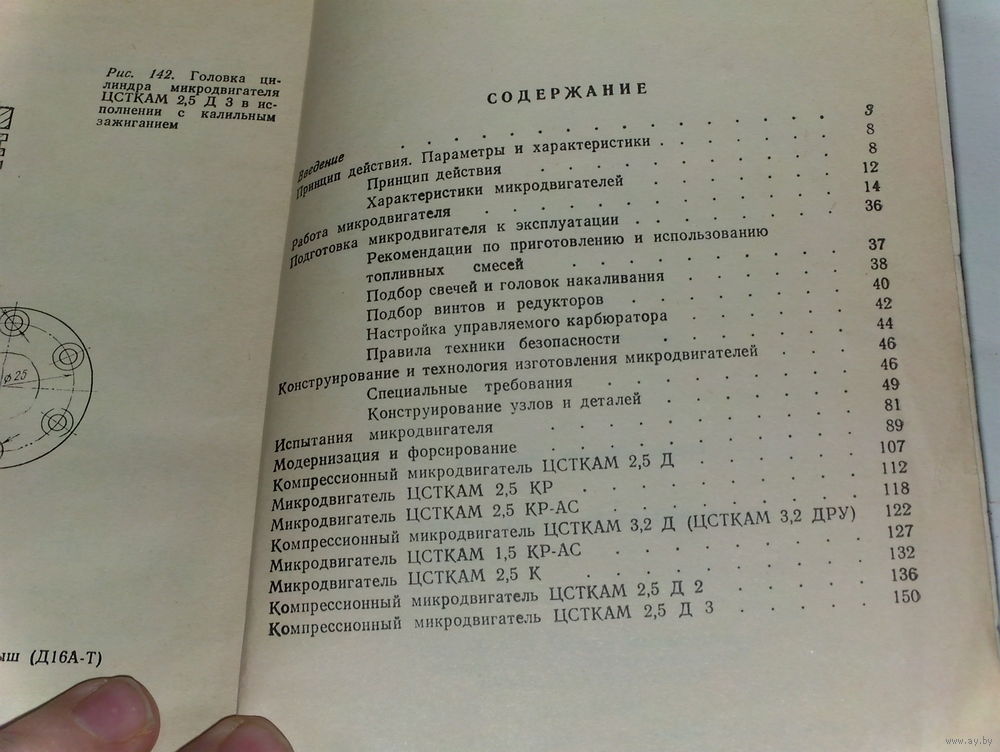 Рис. 142. Головка ци-
линдра микродвигателя
ЦСТКАМ 2,5 Д 3 в ис-
полнении с калильным
зажиганием
ϕ25
ыш (Д16А-Т)
СОДЕРЖАНИЕ
Введение . . . . . . . . . . . . 3
Принцип действия. Параметры и характеристики . . . . . 8
Принцип действия . . . . . . . . 8
Характеристики микродвигателей . . . . . 12
Работа микродвигателя . . . . . . . . . 14
Подготовка микродвигателя к эксплуатации . . . . . . 36
Рекомендации по приготовлению и использованию
топливных смесей . . . . . . . 37
Подбор свечей и головок накаливания . . . . 38
Подбор винтов и редукторов . . . . . . 40
Настройка управляемого карбюратора . . . . 42
Правила техники безопасности . . . . . 44
Конструирование и технология изготовления микродвигателей . . . 46
Специальные требования . . . . . . 46
Конструирование узлов и деталей . . . . . 49
Испытания микродвигателя . . . . . . . . 81
Модернизация и форсирование . . . . . . . 89
Компрессионный микродвигатель ЦСТКАМ 2,5 Д . . . . . 107
Микродвигатель ЦСТКАМ 2,5 КР . . . . . . . 112
Микродвигатель ЦСТКАМ 2,5 КР-АС . . . . . . 118
Компрессионный микродвигатель ЦСТКАМ 3,2 Д (ЦСТКАМ 3,2 ДРУ) 122
Микродвигатель ЦСТКАМ 1,5 КР-АС . . . . . . 127
Микродвигатель ЦСТКАМ 2,5 К . . . . . . . 132
Компрессионный микродвигатель ЦСТКАМ 2,5 Д 2 . . . . 136
Компрессионный микродвигатель ЦСТКАМ 2,5 Д 3 . . . . 150
www.ay.by